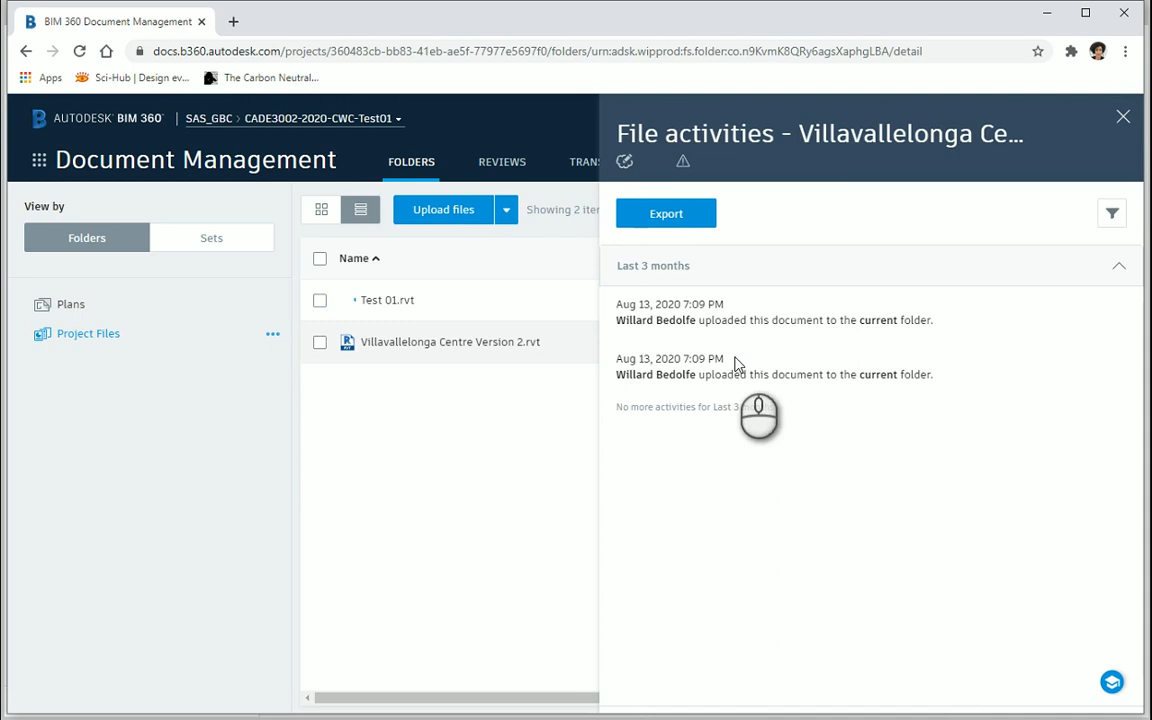 BIM 360 Document Management
docs.b360.autodesk.com/projects/360483cb-bb83-41eb-ae5f-77977e5697f0/folders/urn:adsk.wipprod:fs.folder:co.n9KvmK8QRy6agsXaphgLBA/detail
Apps
Sci-Hub | Design ev...
The Carbon Neutral...
AUTODESK® BIM 360®
SAS_GBC > CADE3002-2020-CWC-Test01
Document Management
FOLDERS
REVIEWS
TRANS
File activities - Villavallelonga Ce...
View by
Folders
Sets
Upload files
Showing 2 iter
Export
Name
Last 3 months
Plans
Test 01.rvt
Aug 13, 2020 7:09 PM
Willard Bedolfe uploaded this document to the current folder.
Project Files
Villavallelonga Centre Version 2.rvt
Aug 13, 2020 7:09 PM
Willard Bedolfe uploaded this document to the current folder.
No more activities for Last 3